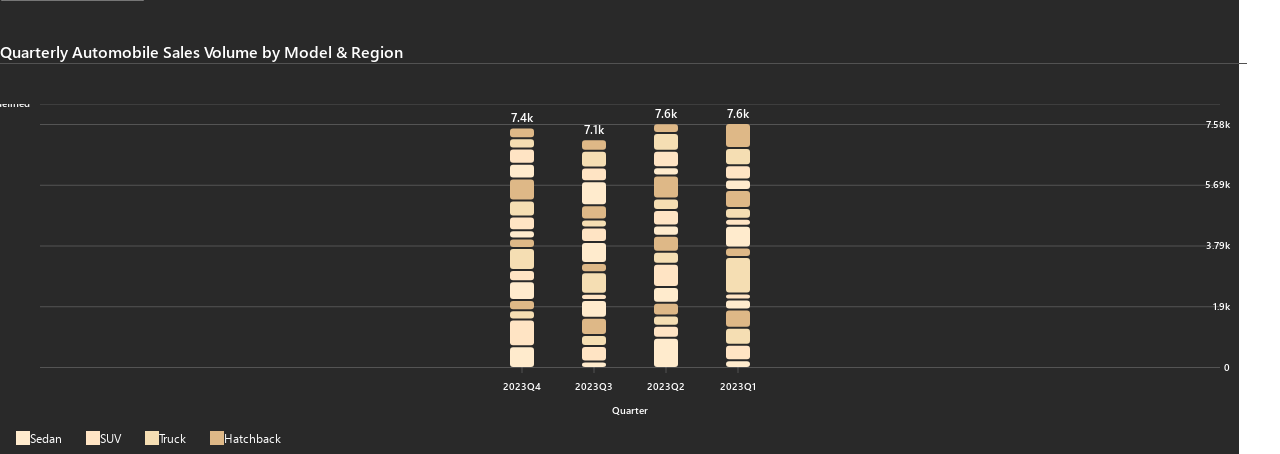 Quarterly Automobile Sales Volume by Model & Region
7.4k
7.1k
7.6k
7.6k
7.58k
5.69k
3.79k
1.9k
0
2023Q4
2023Q3
2023Q2
2023Q1
Quarter
Sedan
SUV
Truck
Hatchback